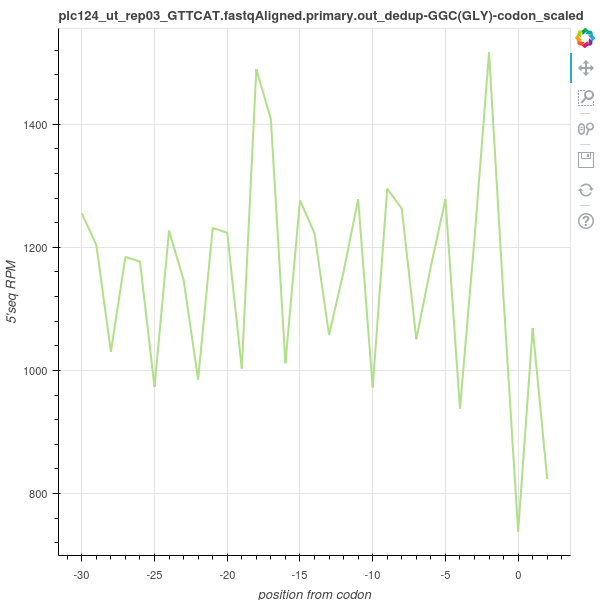 plc124_ut_rep03_GTTCAT.fastqAligned.primary.out_dedup-GGC(GLY)-codon_scaled
1400
1200
1000
800
5'seq RPM
-30 -25 -20 -15 -10 -5 0
position from codon